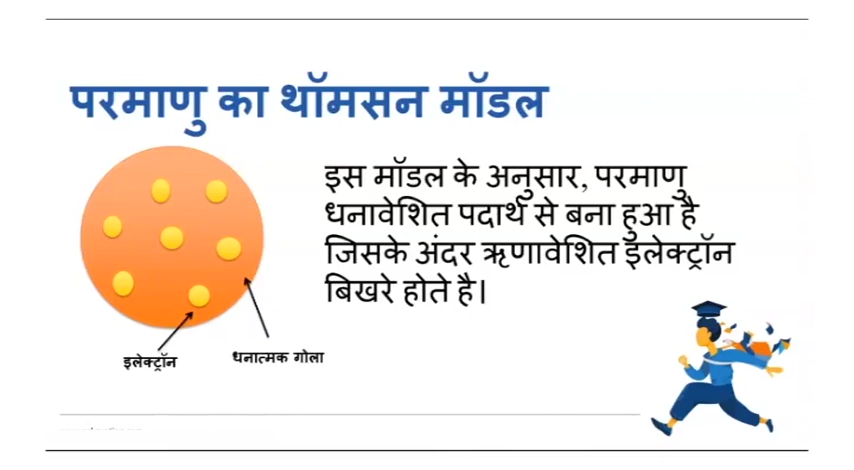 परमाणु का थॉमसन मॉडल
इस मॉडल के अनुसार, परमाणु
धनावेशित पदार्थ से बना हुआ है
जिसके अंदर ऋणावेशित इलेक्ट्रॉन
बिखरे होते है।
इलेक्ट्रॉन
धनात्मक गोला